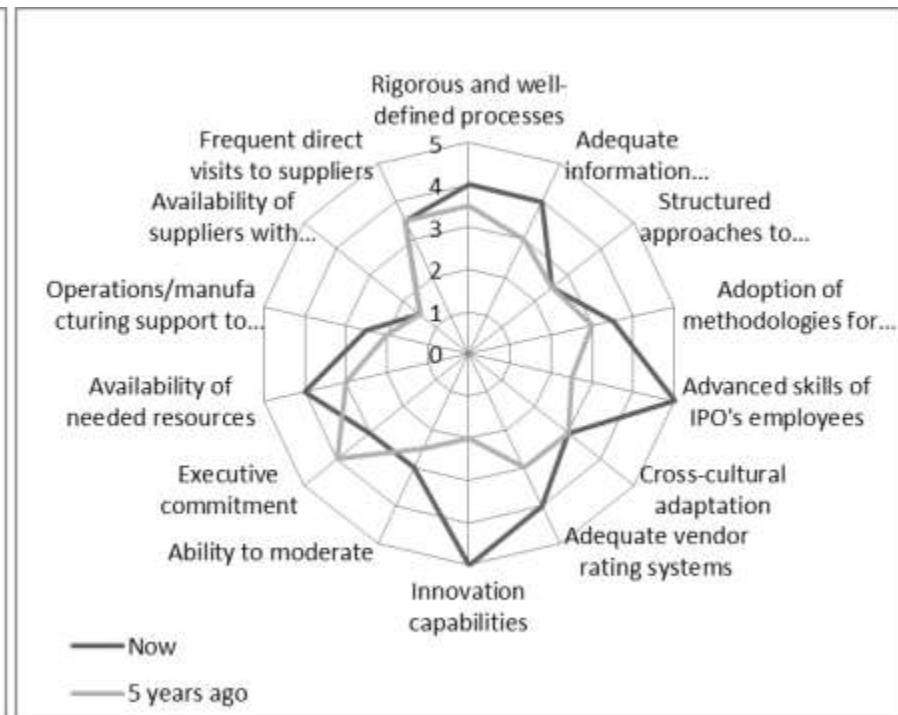 Rigorous and well-
defined processes
Frequent direct
visits to suppliers
Adequate
information...
Availability of
suppliers with...
Structured
approaches to...
Operations/manufa
cturing support to...
Adoption of
methodologies for...
Availability of
needed resources
Advanced skills of
IPO's employees
Executive
commitment
Cross-cultural
adaptation
Ability to moderate
Adequate vendor
rating systems
Innovation
capabilities
5
4
3
2
1
0
Now
5 years ago